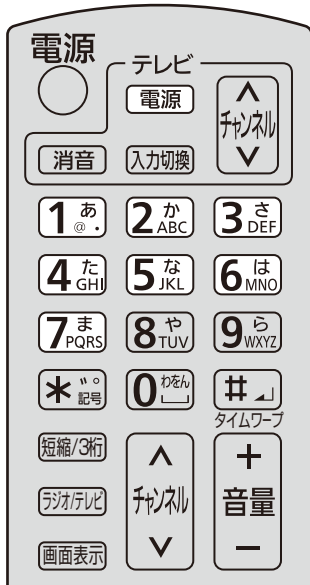 電源
テレビ
電源
チャンネル
消音
入力切換
1 あ @ .
2 か ABC
3 さ DEF
4 た GHI
5 な JKL
6 は MNO
7 ま PQRS
8 や TUV
9 ら WXYZ
* ゛ ゜ 記号
0 わをん
#
タイムワープ
短縮/3桁
チャンネル
+
音量
-
ラジオ/テレビ
画面表示